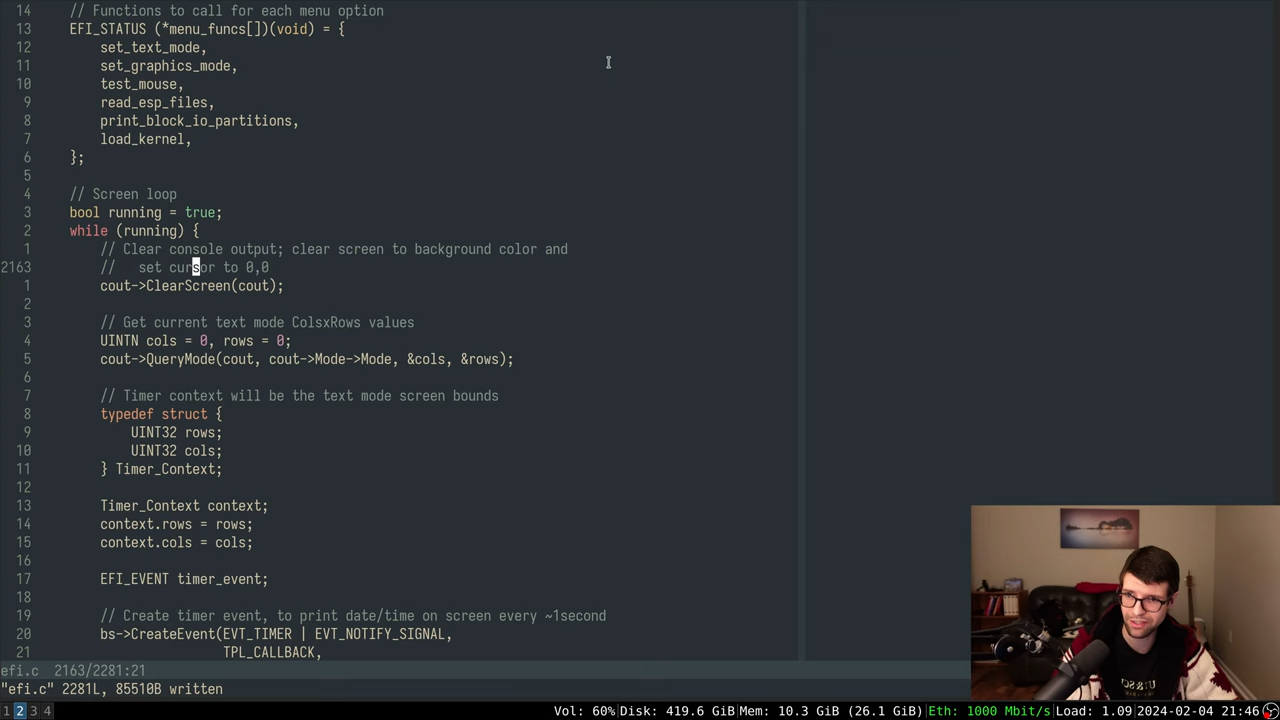 14 // Functions to call for each menu option
13 EFI_STATUS (*menu_funcs[])(void) = {
12 set_text_mode,
11 set_graphics_mode,
10 test_mouse,
9 read_esp_files,
8 print_block_io_partitions,
7 load_kernel,
6 };
5
4 // Screen loop
3 bool running = true;
2 while (running) {
1 // Clear console output; clear screen to background color and
2163 // set cursor to 0,0
1 cout->ClearScreen(cout);
2
3 // Get current text mode ColsxRows values
4 UINTN cols = 0, rows = 0;
5 cout->QueryMode(cout, cout->Mode->Mode, &cols, &rows);
6
7 // Timer context will be the text mode screen bounds
8 typedef struct {
9 UINT32 rows;
10 UINT32 cols;
11 } Timer_Context;
12
13 Timer_Context context;
14 context.rows = rows;
15 context.cols = cols;
16
17 EFI_EVENT timer_event;
18
19 // Create timer event, to print date/time on screen every ~1second
20 bs->CreateEvent(EVT_TIMER | EVT_NOTIFY_SIGNAL,
21 TPL_CALLBACK,
efi.c 2163/2281:21
"efi.c" 2281L, 85510B written
1 2 3 4 Vol: 60%|Disk: 419.6 GiB|Mem: 10.3 GiB (26.1 GiB)|Eth: 1000 Mbit/s|Load: 1.09|2024-02-04 21:46